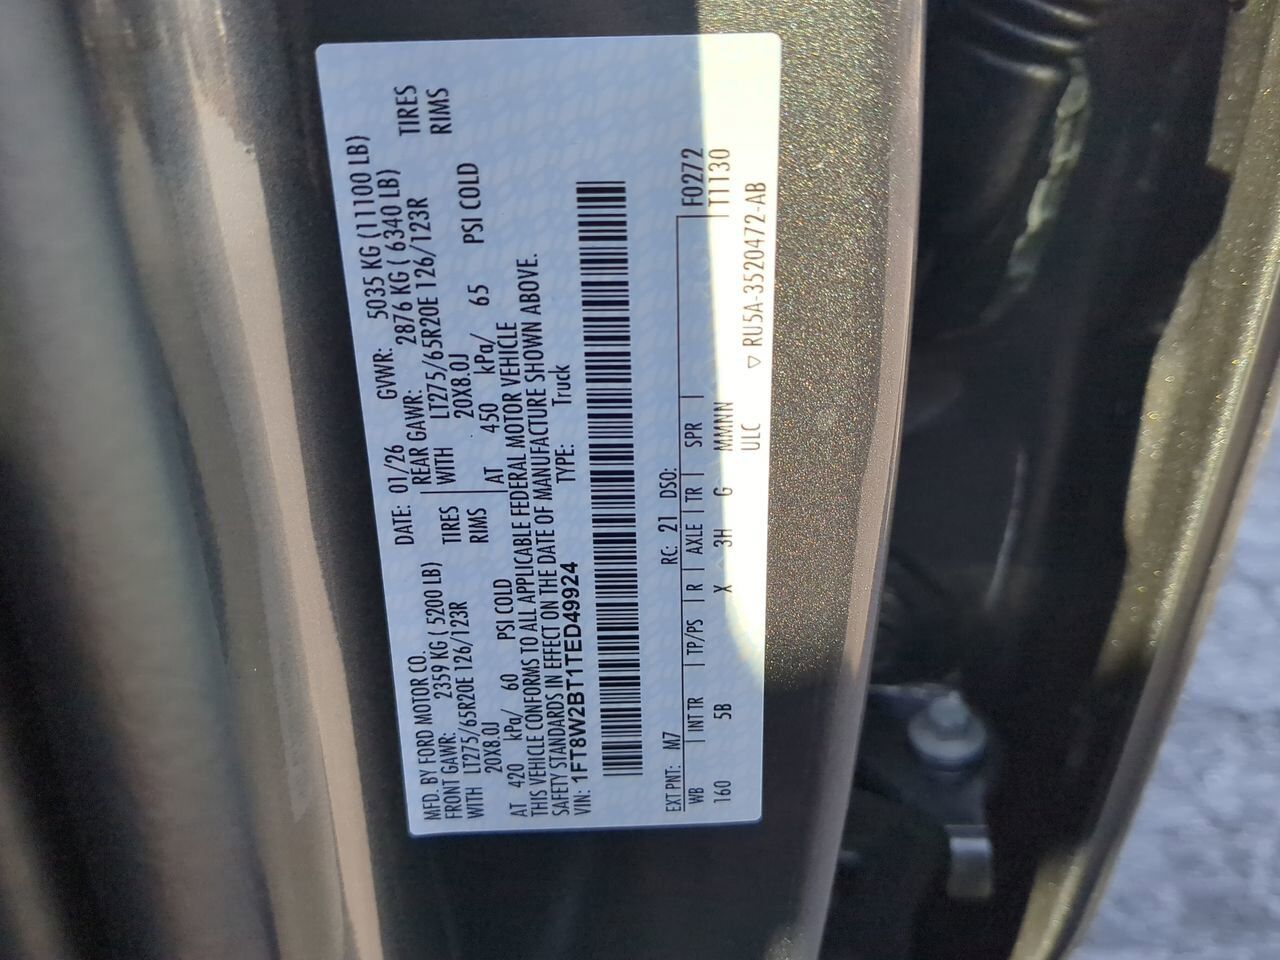 MFD. BY FORD MOTOR CO. DATE: 01/26 GVWR: 5035 KG (11100 LB)
FRONT GAWR: 2359 KG ( 5200 LB) REAR GAWR: 2876 KG ( 6340 LB)
WITH LT275/65R20E 126/123R TIRES WITH LT275/65R20E 126/123R TIRES
20X8.0J RIMS 20X8.0J RIMS
AT 420 kPa/ 60 PSI COLD AT 450 kPa/ 65 PSI COLD
THIS VEHICLE CONFORMS TO ALL APPLICABLE FEDERAL MOTOR VEHICLE
SAFETY STANDARDS IN EFFECT ON THE DATE OF MANUFACTURE SHOWN ABOVE.
VIN: 1FT8W2BT1TED49924 TYPE: Truck
EXT PNT: M7 RC: 21 DSO: F0272
WB INT TR TP/PS R AXLE TR SPR T1130
160 5B X 3H G MMNN
ULC ▽ RU5A-3520472-AB